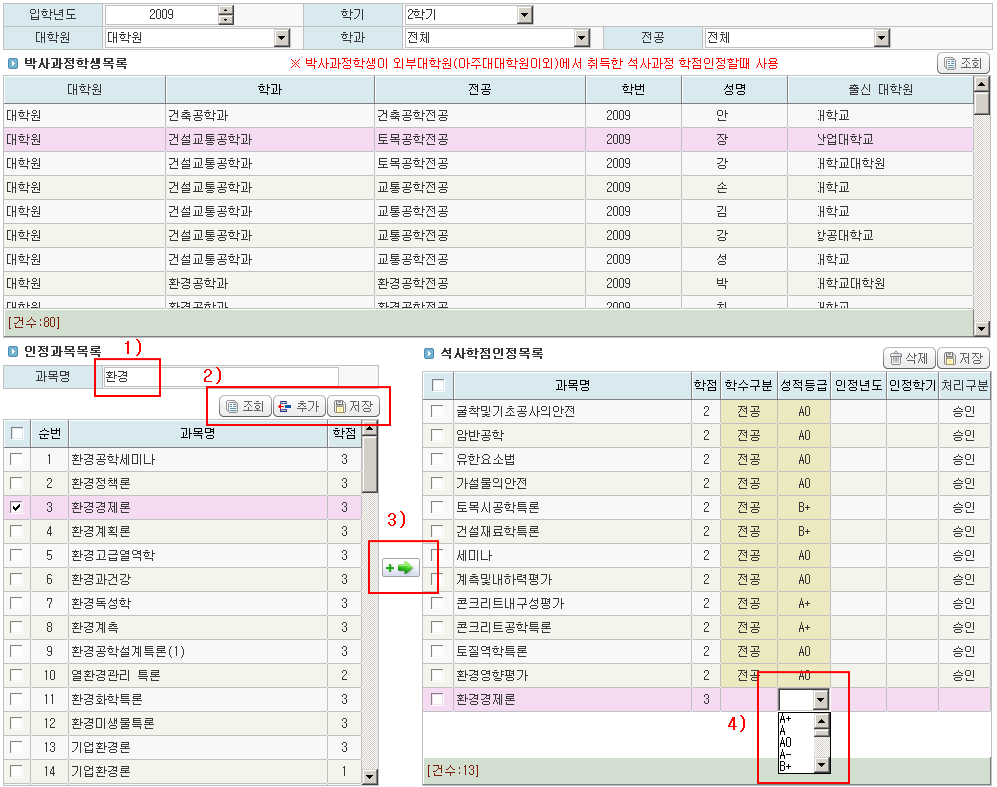 입학년도 2009 학기 2학기
대학원 대학원 학과 전체 전공 전체
박사과정학생목록 ※ 박사과정학생이 외부대학원(아주대대학원이외)에서 취득한 석사과정 학점인정할때 사용 조회
대학원 학과 전공 학번 성명 출신 대학원
대학원 건축공학과 건축공학전공 2009 안 대학교
대학원 건설교통공학과 토목공학전공 2009 장 산업대학교
대학원 건설교통공학과 토목공학전공 2009 강 대학교대학원
대학원 건설교통공학과 교통공학전공 2009 손 대학교
대학원 건설교통공학과 교통공학전공 2009 김 대학교
대학원 건설교통공학과 교통공학전공 2009 강 항공대학교
대학원 건설교통공학과 교통공학전공 2009 성 대학교
대학원 환경공학과 환경공학전공 2009 박 대학교대학원
대학원 환경공학과 환경공학전공 2009 대학교
[건수:80]
인정과목목록 1)
과목명 환경
2)
조회 추가 저장
순번 과목명 학점
1 환경공학세미나 3
2 환경정책론 3
3 환경경제론 3
4 환경계획론 3
5 환경고급열역학 3
6 환경과건강 3
7 환경독성학 3
8 환경계측 3
9 환경공학설계특론(1) 3
10 열환경관리 특론 2
11 환경화학특론 3
12 환경미생물특론 3
13 기업환경론 3
14 기업환경론 1
3)
석사학점인정목록 삭제 저장
과목명 학점 학수구분 성적등급 인정년도 인정학기 처리구분
굴착및기초공사의안전 2 전공 A0 승인
암반공학 2 전공 A0 승인
유한요소법 2 전공 A0 승인
가설물의안전 2 전공 A0 승인
토목시공학특론 2 전공 B+ 승인
건설재료학특론 2 전공 B+ 승인
세미나 2 전공 A0 승인
계측및내하력평가 2 전공 A0 승인
콘크리트내구성평가 2 전공 A+ 승인
콘크리트공학특론 2 전공 A+ 승인
토질역학특론 2 전공 A0 승인
환경영향평가 2 전공 A0 승인
환경경제론 3
4)
A+
A
A0
A-
B+
[건수:13]